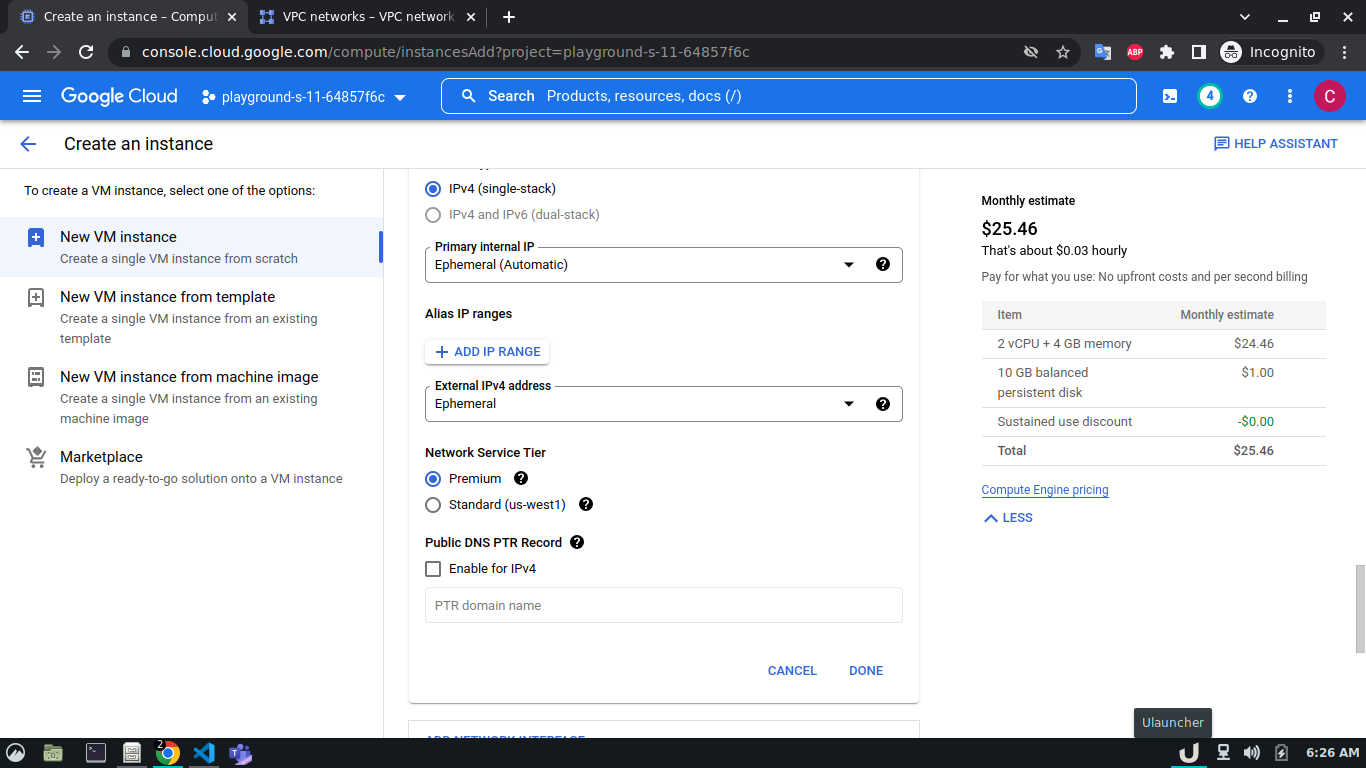 Create an instance – Comput
VPC networks – VPC network
console.cloud.google.com/compute/instancesAdd?project=playground-s-11-64857f6c
ABP
Incognito
Google Cloud
playground-s-11-64857f6c
Search Products, resources, docs (/)
4
C
Create an instance
HELP ASSISTANT
To create a VM instance, select one of the options:
New VM instance
Create a single VM instance from scratch
New VM instance from template
Create a single VM instance from an existing
template
New VM instance from machine image
Create a single VM instance from an existing
machine image
Marketplace
Deploy a ready-to-go solution onto a VM instance
IPv4 (single-stack)
IPv4 and IPv6 (dual-stack)
Primary internal IP
Ephemeral (Automatic)
Alias IP ranges
ADD IP RANGE
External IPv4 address
Ephemeral
Network Service Tier
Premium
Standard (us-west1)
Public DNS PTR Record
Enable for IPv4
PTR domain name
CANCEL
DONE
ADD NETWORK INTERFACE
Monthly estimate
$25.46
That's about $0.03 hourly
Pay for what you use: No upfront costs and per second billing
Item Monthly estimate
2 vCPU + 4 GB memory $24.46
10 GB balanced $1.00
persistent disk
Sustained use discount -$0.00
Total $25.46
Compute Engine pricing
LESS
Ulauncher
2
6:26 AM